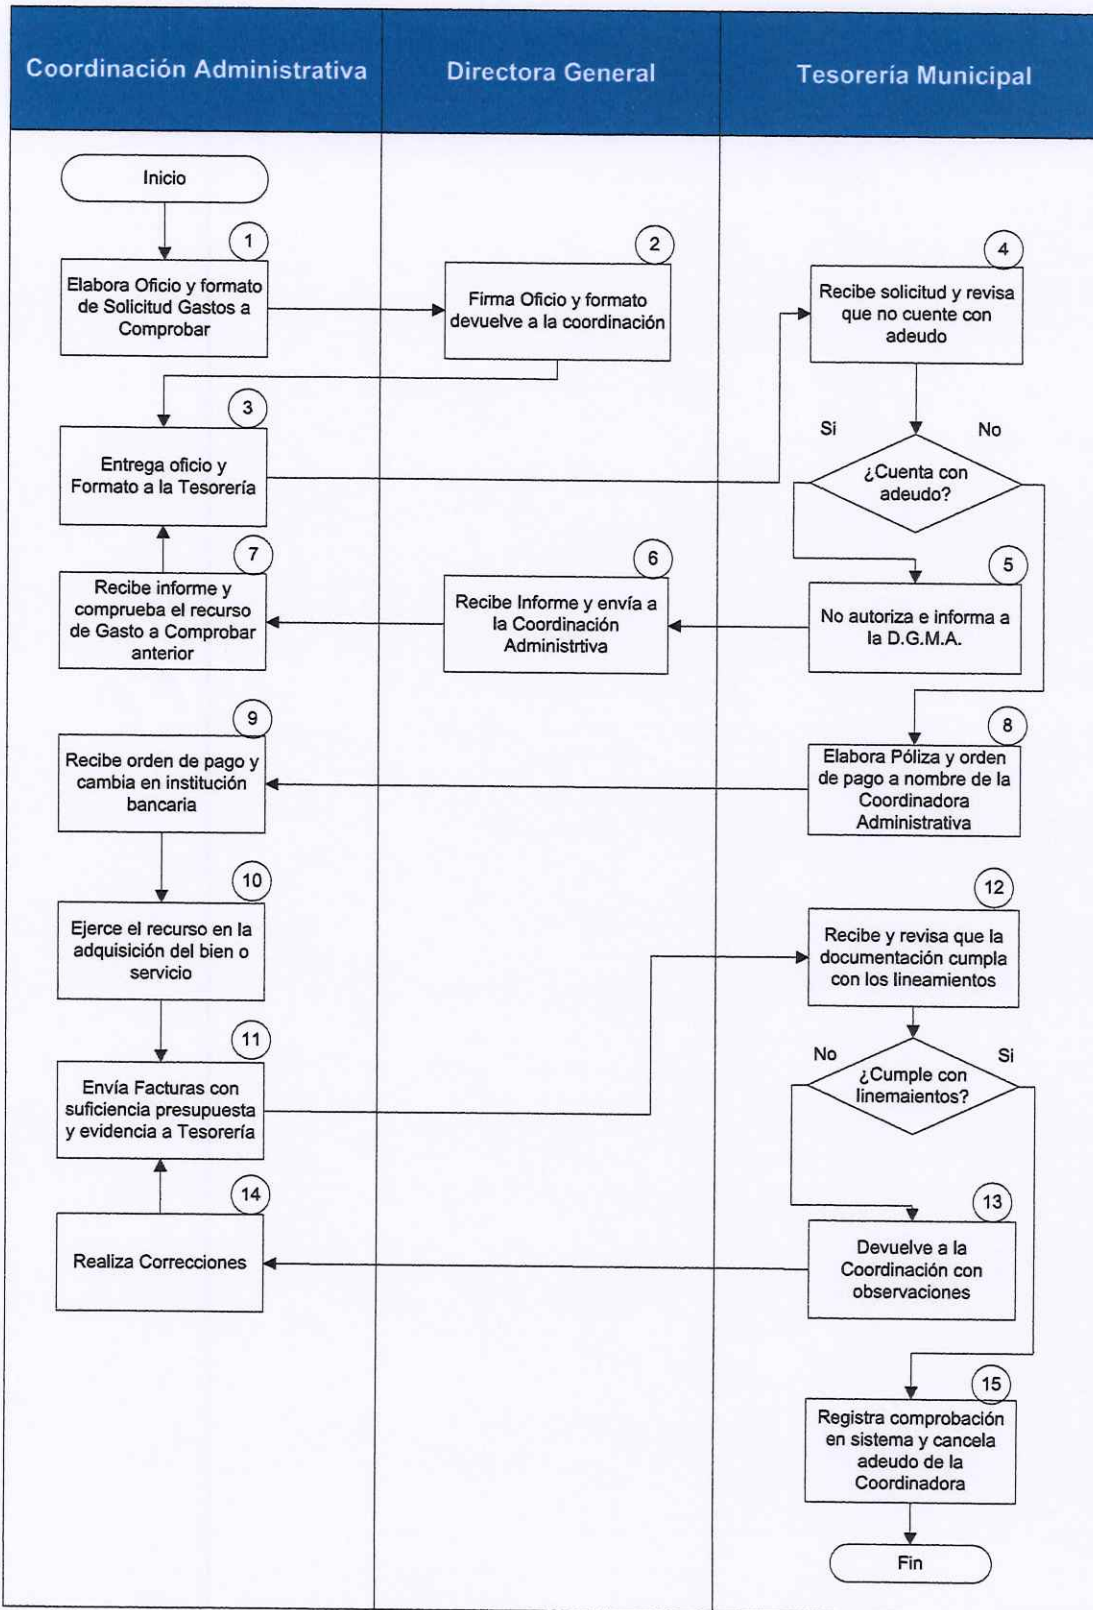 Coordinación Administrativa
Directora General
Tesorería Municipal
Inicio
1
Elabora Oficio y formato
de Solicitud Gastos a
Comprobar
2
Firma Oficio y formato
devuelve a la coordinación
4
Recibe solicitud y revisa
que no cuente con
adeudo
3
Entrega oficio y
Formato a la Tesorería
Si
No
¿Cuenta con
adeudo?
7
Recibe informe y
comprueba el recurso
de Gasto a Comprobar
anterior
6
Recibe Informe y envía a
la Coordinación
Administrtiva
5
No autoriza e informa a
la D.G.M.A.
9
Recibe orden de pago y
cambia en institución
bancaria
8
Elabora Póliza y orden
de pago a nombre de la
Coordinadora
Administrativa
10
Ejerce el recurso en la
adquisición del bien o
servicio
12
Recibe y revisa que la
documentación cumpla
con los lineamientos
11
Envía Facturas con
suficiencia presupuesta
y evidencia a Tesorería
No
Si
¿Cumple con
linemaientos?
14
Realiza Correcciones
13
Devuelve a la
Coordinación con
observaciones
15
Registra comprobación
en sistema y cancela
adeudo de la
Coordinadora
Fin